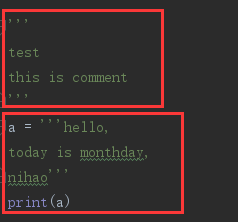 '''
test
this is comment
'''
a = '''hello,
today is monthday,
nihao'''
print(a)